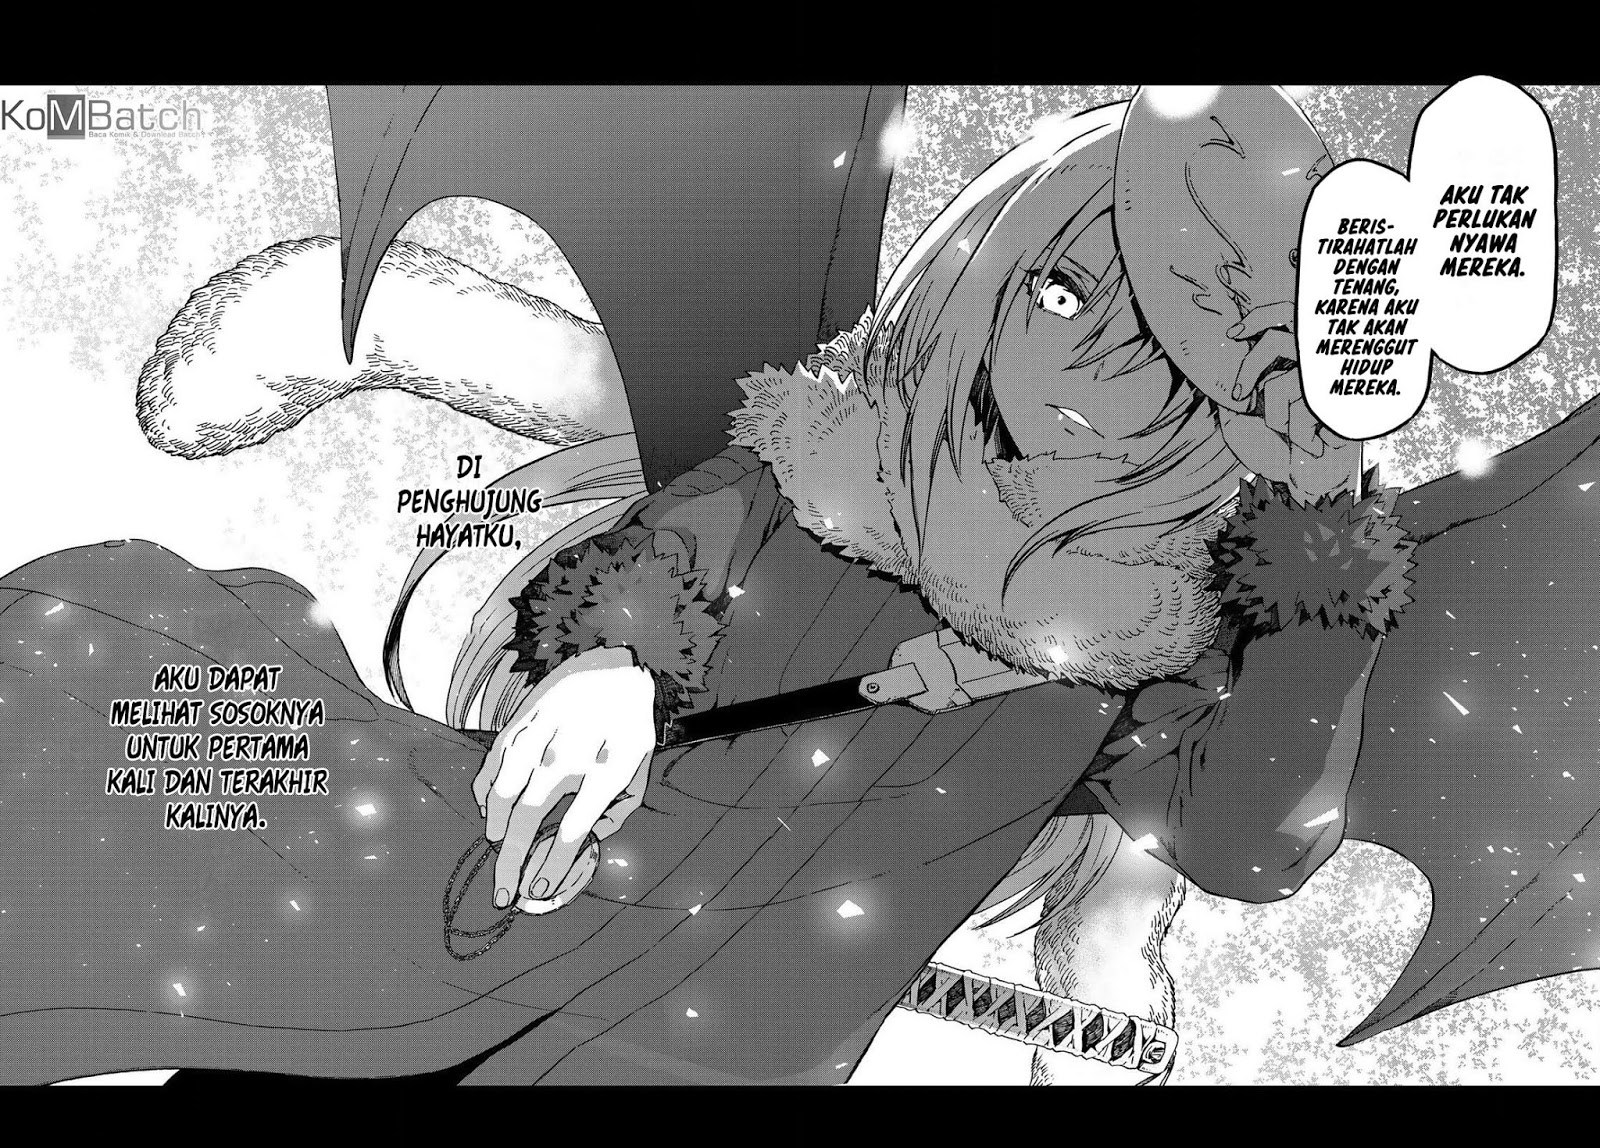 KoMBatch
Baca Komik & Download Batch
AKU TAK
PERLUKAN
NYAWA
MEREKA.
BERIS-
TIRAHATLAH
DENGAN
TENANG,
KARENA AKU
TAK AKAN
MERENGGUT
HIDUP
MEREKA.
DI
PENGHUJUNG
HAYATKU,
AKU DAPAT
MELIHAT SOSOKNYA
UNTUK PERTAMA
KALI DAN TERAKHIR
KALINYA.